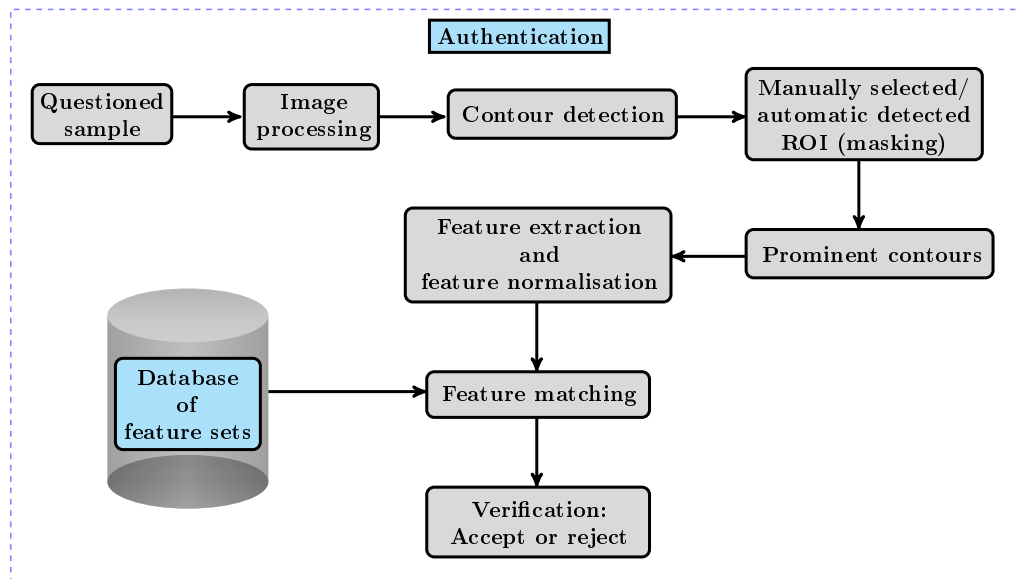 Authentication
Questioned
sample
Image
processing
Contour detection
Manually selected/
automatic detected
ROI (masking)
Prominent contours
Feature extraction
and
feature normalisation
Database
of
feature sets
Feature matching
Verification:
Accept or reject